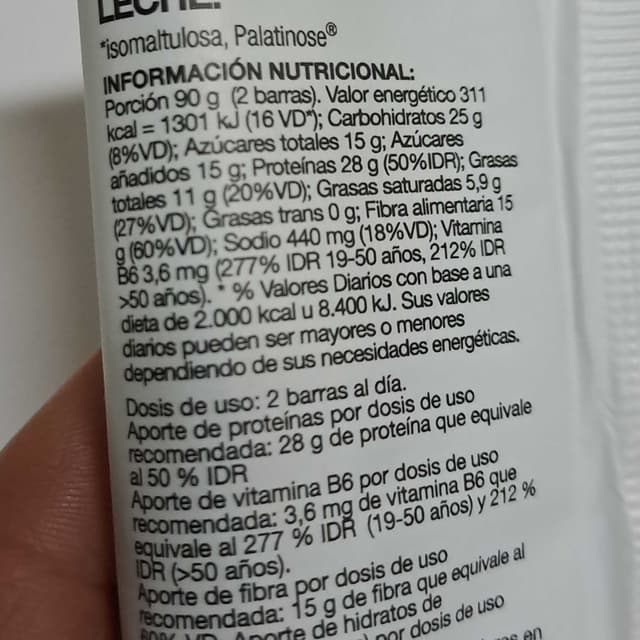 LECHE.
*isomaltulosa, Palatinose®
INFORMACIÓN NUTRICIONAL:
Porción 90 g (2 barras). Valor energético 311
kcal = 1301 kJ (16 VD*); Carbohidratos 25 g
(8%VD); Azúcares totales 15 g; Azúcares
añadidos 15 g; Proteínas 28 g (50%IDR); Grasas
totales 11 g (20%VD); Grasas saturadas 5,9 g
(27%VD); Grasas trans 0 g; Fibra alimentaria 15
g (60%VD); Sodio 440 mg (18%VD); Vitamina
B6 3,6 mg (277% IDR 19-50 años, 212% IDR
>50 años). * % Valores Diarios con base a una
dieta de 2.000 kcal u 8.400 kJ. Sus valores
diarios pueden ser mayores o menores
dependiendo de sus necesidades energéticas.
Dosis de uso: 2 barras al día.
Aporte de proteínas por dosis de uso
recomendada: 28 g de proteína que equivale
al 50 % IDR
Aporte de vitamina B6 por dosis de uso
recomendada: 3,6 mg de vitamina B6 que
equivale al 277 % IDR (19-50 años) y 212 %
IDR (>50 años).
Aporte de fibra por dosis de uso
recomendada: 15 g de fibra que equivale al
60% VD. Aporte de hidratos de
por dosis de uso
en